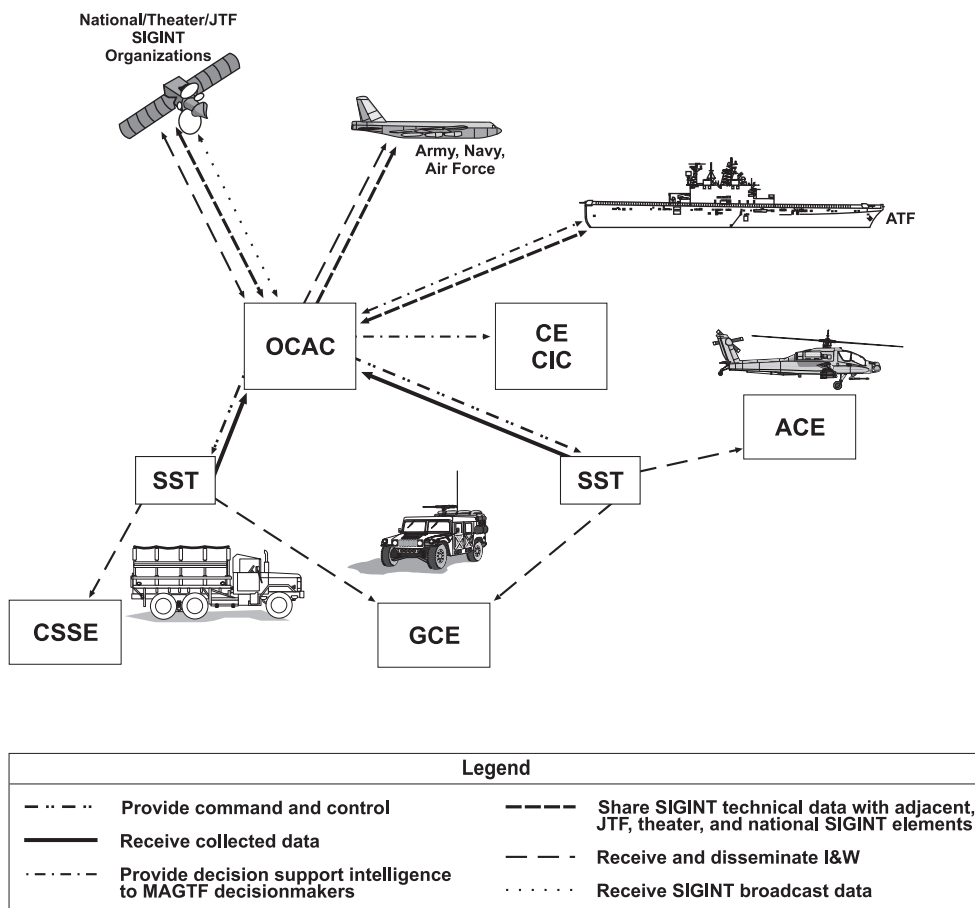 National/Theater/JTF
SIGINT
Organizations
Army, Navy,
Air Force
ATF
OCAC
CE
CIC
ACE
SST
SST
CSSE
GCE
Legend
Provide command and control
Receive collected data
Provide decision support intelligence
to MAGTF decisionmakers
Share SIGINT technical data with adjacent,
JTF, theater, and national SIGINT elements
Receive and disseminate I&W
Receive SIGINT broadcast data